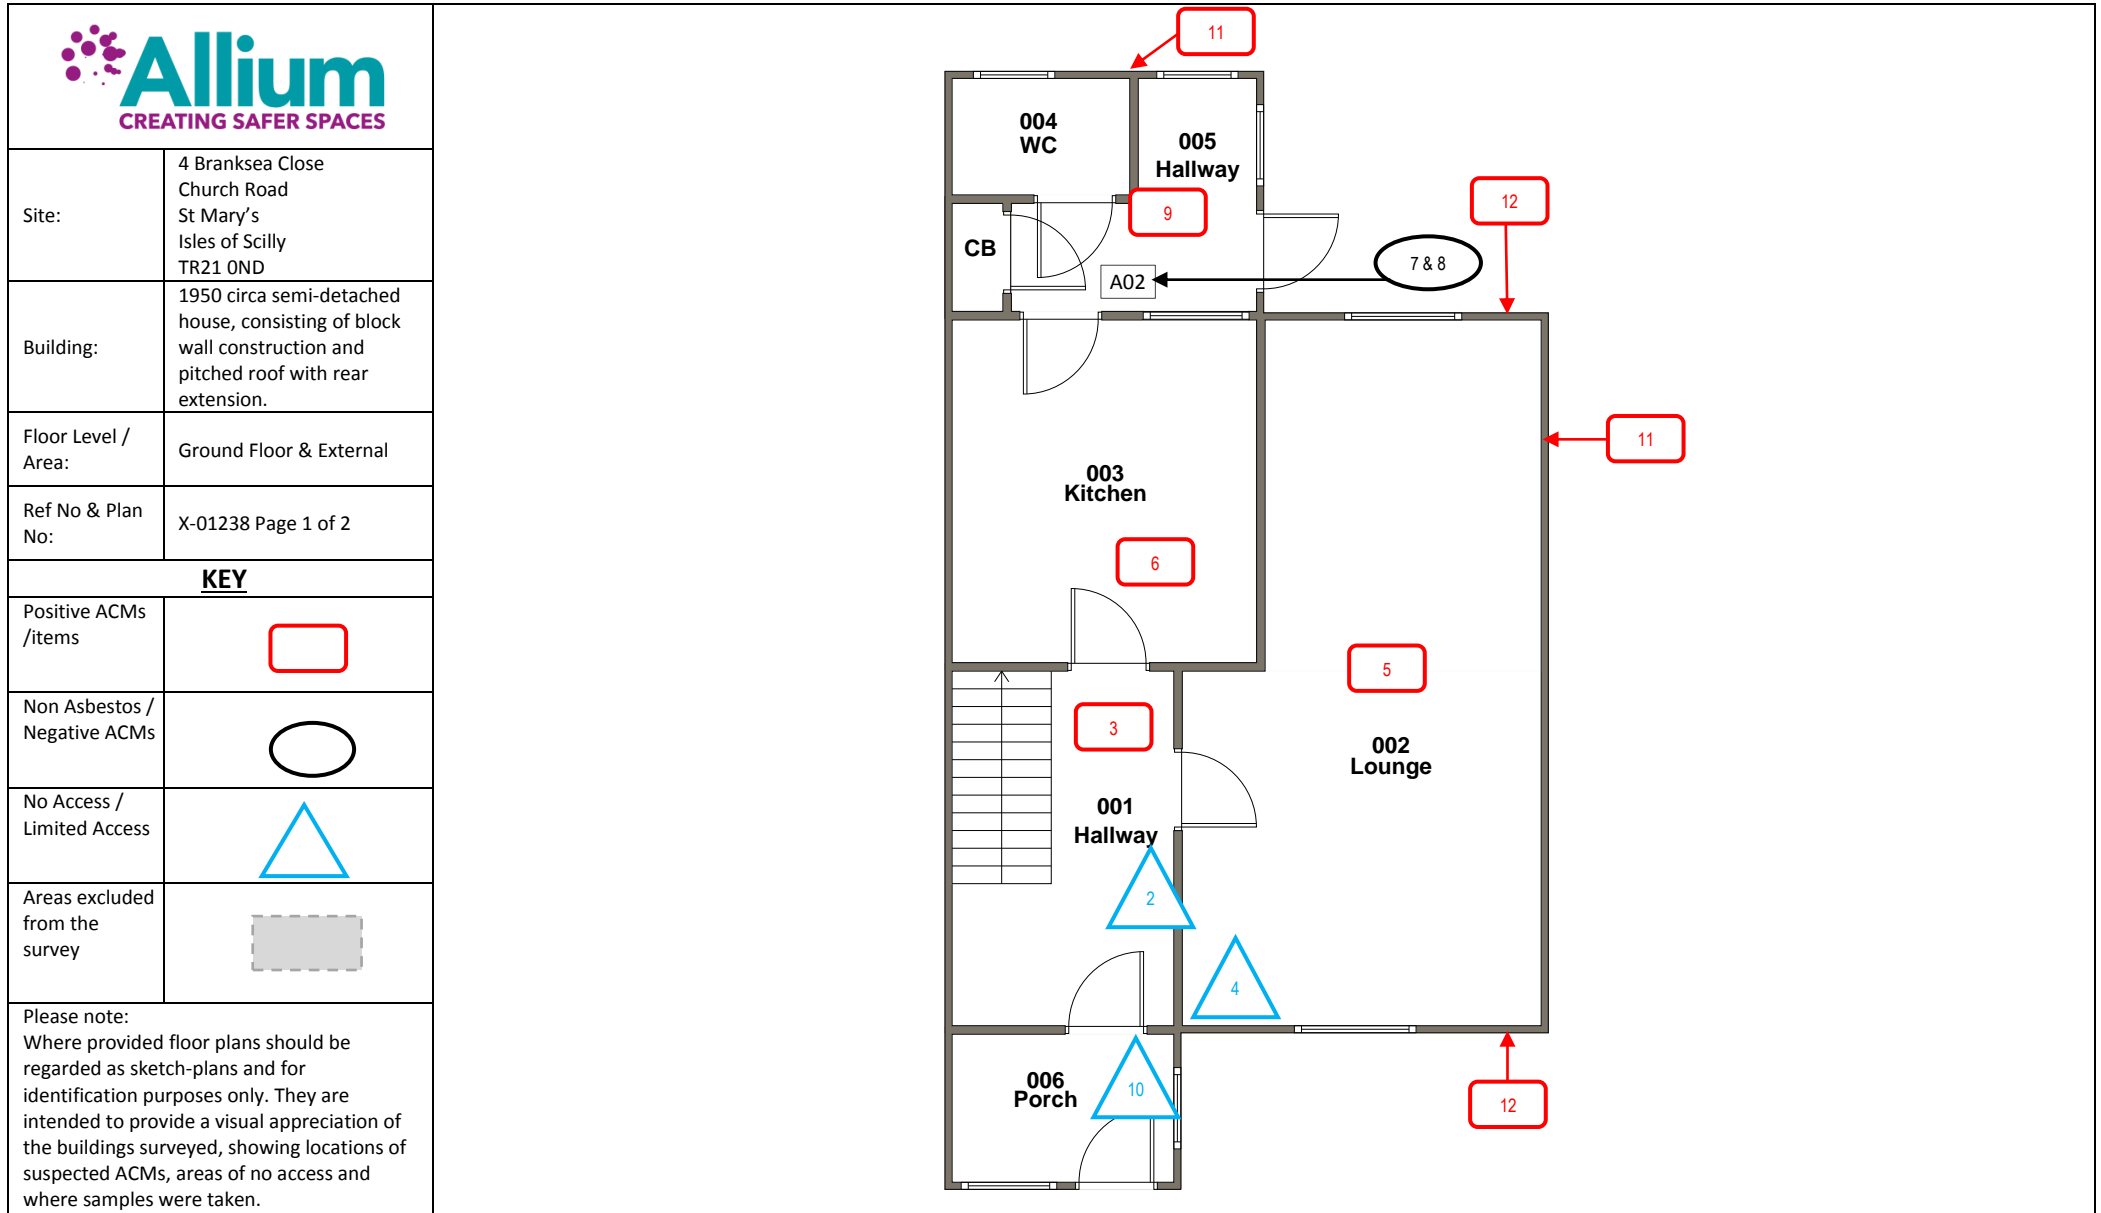 Allium
CREATING SAFER SPACES
Site:
4 Branksea Close
Church Road
St Mary's
Isles of Scilly
TR21 0ND
Building:
1950 circa semi-detached
house, consisting of block
wall construction and
pitched roof with rear
extension.
Floor Level /
Area:
Ground Floor & External
Ref No & Plan
No:
X-01238 Page 1 of 2
KEY
Positive ACMs
/items
Non Asbestos /
Negative ACMs
No Access /
Limited Access
Areas excluded
from the
survey
Please note:
Where provided floor plans should be
regarded as sketch-plans and for
identification purposes only. They are
intended to provide a visual appreciation of
the buildings surveyed, showing locations of
suspected ACMs, areas of no access and
where samples were taken.
11
004
WC
005
Hallway
9
12
CB
A02
7 & 8
11
003
Kitchen
6
5
3
002
Lounge
001
Hallway
2
4
006
Porch
10
12